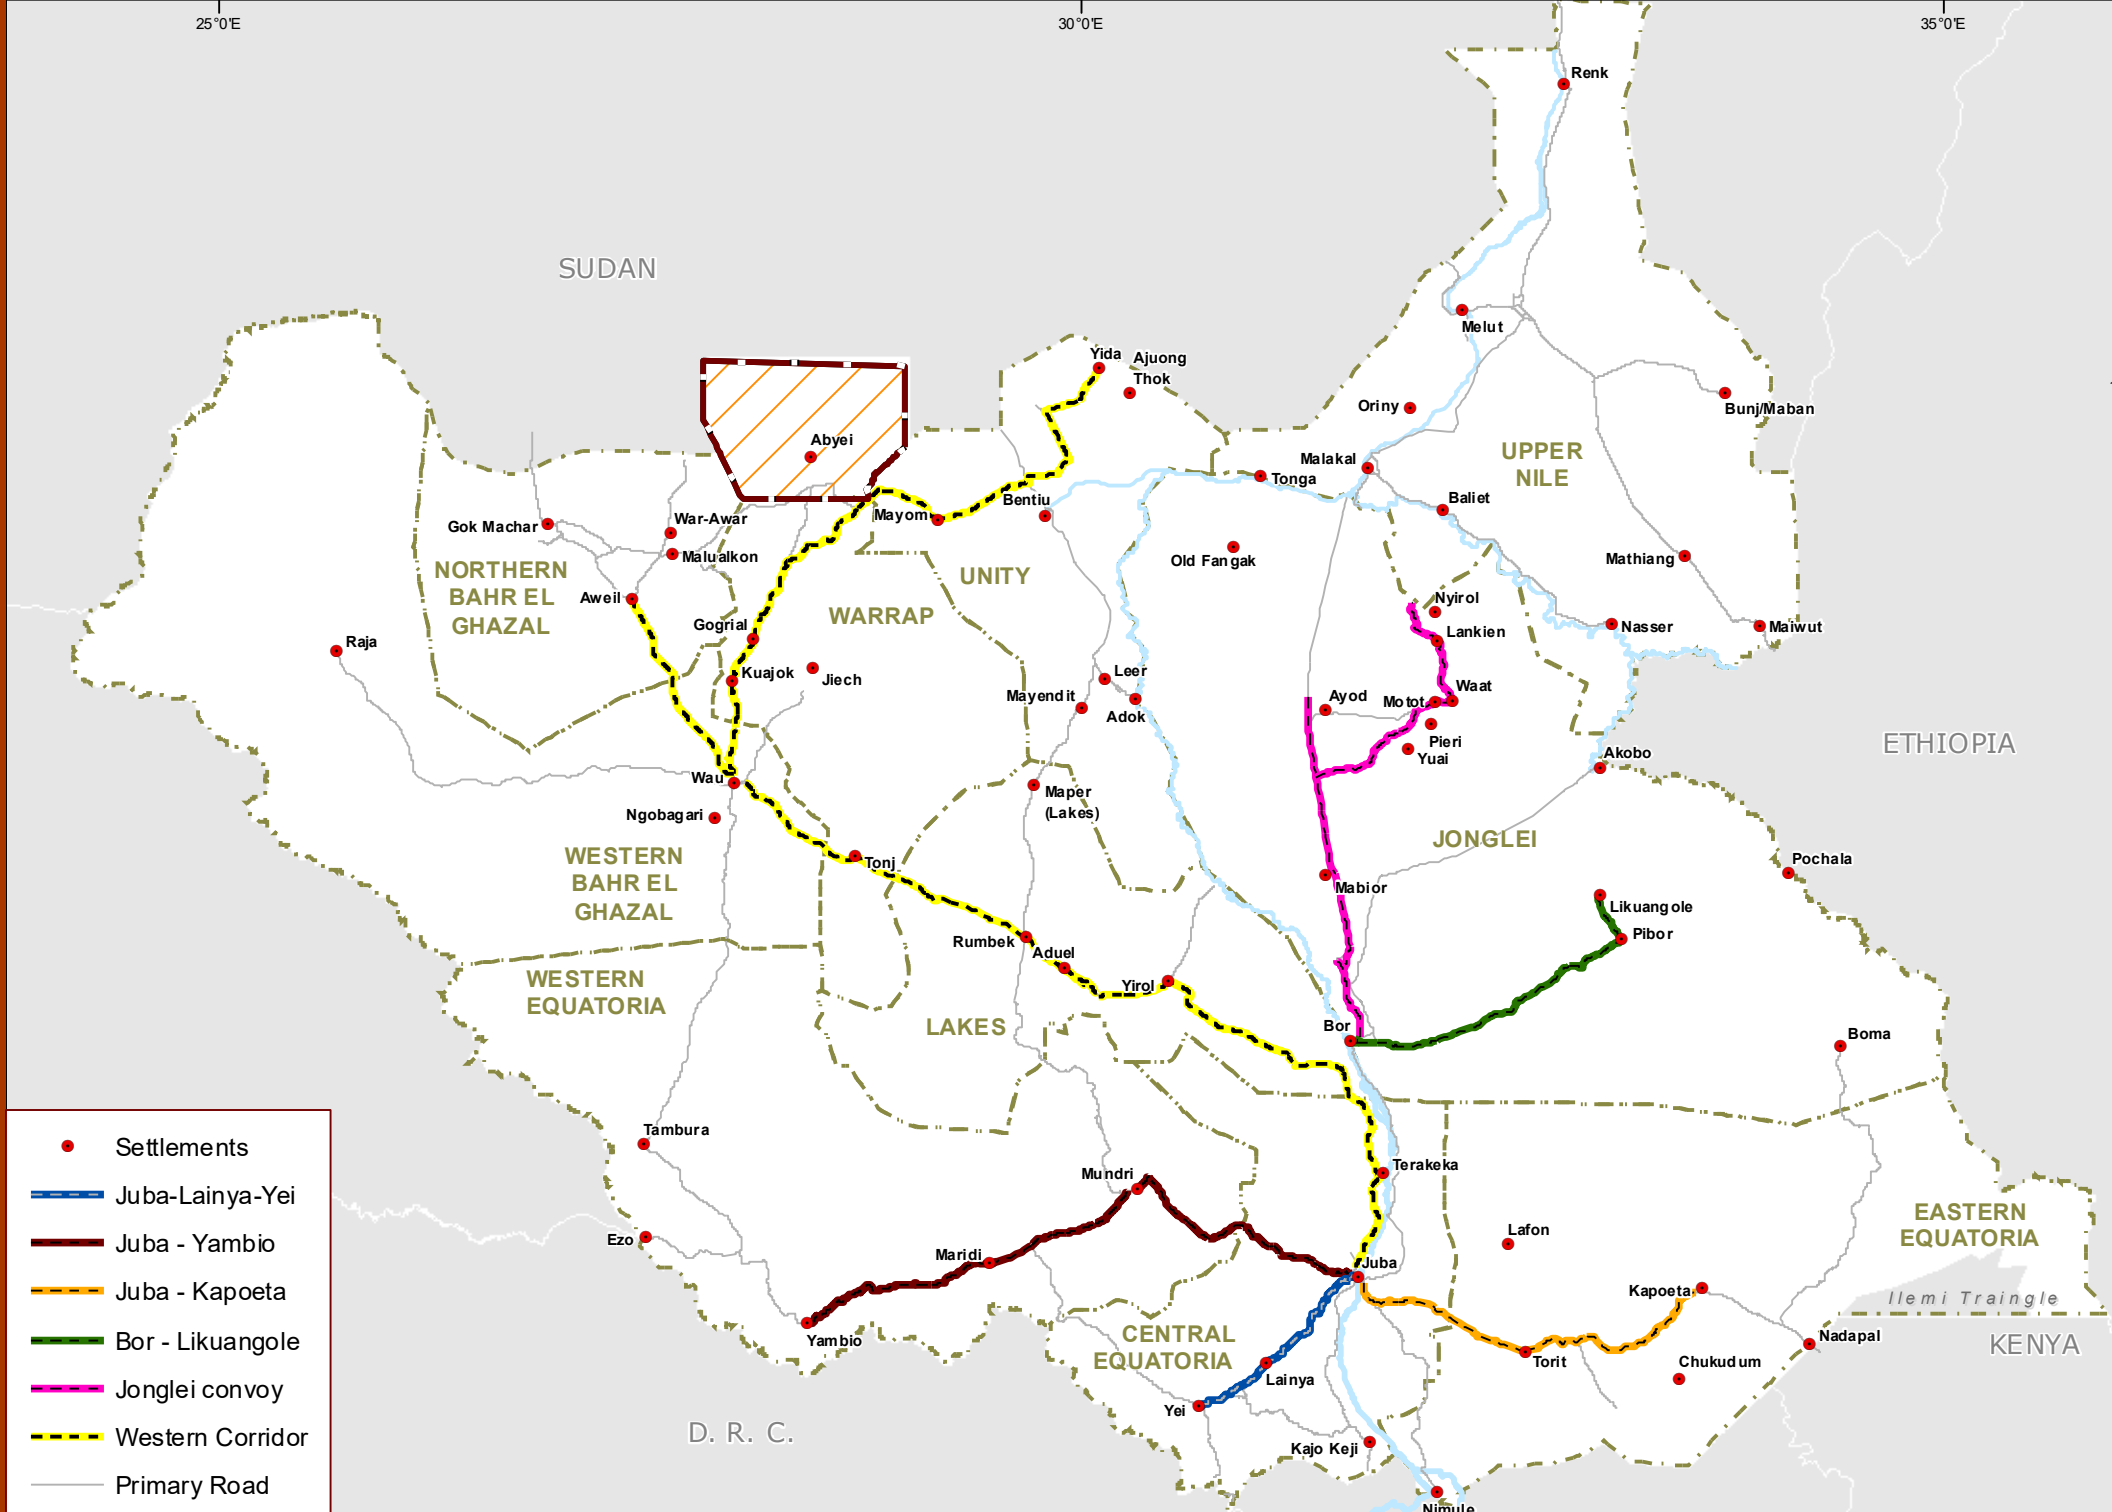 25°0'E
30°0'E
35°0'E
Renk
SUDAN
Melut
Yida
Ajuong
Thok
Oriny
Bunj/Maban
Abyei
UPPER
NILE
Malakal
Tonga
Bentiu
Baliet
Mayom
War-Awar
Gok Machar
Malualkon
Old Fangak
Mathiang
NORTHERN
BAHR EL
GHAZAL
UNITY
Aweil
WARRAP
Nyirol
Gogrial
Lankien
Nasser
Maiwut
Raja
Kuajok
Jiech
Leer
Mayendit
Adok
Ayod
Motot
Waat
Pieri
Yuai
ETHIOPIA
Akobo
Wau
Maper
(Lakes)
Ngobagari
JONGLEI
WESTERN
BAHR EL
GHAZAL
Tonj
Pochala
Mabior
Likuangole
Pibor
Rumbek
Aduel
WESTERN
EQUATORIA
Yirol
LAKES
Bor
Boma
Tambura
Mundri
Terakeka
EASTERN
EQUATORIA
Lafon
Ezo
Maridi
Juba
Kapoeta
Ilemi Traingle
Yambio
CENTRAL
EQUATORIA
Nadapal
KENYA
Torit
Chukudum
Lainya
Yei
D. R. C.
Kajo Keji
Nimule
Settlements
Juba-Lainya-Yei
Juba - Yambio
Juba - Kapoeta
Bor - Likuangole
Jonglei convoy
Western Corridor
Primary Road